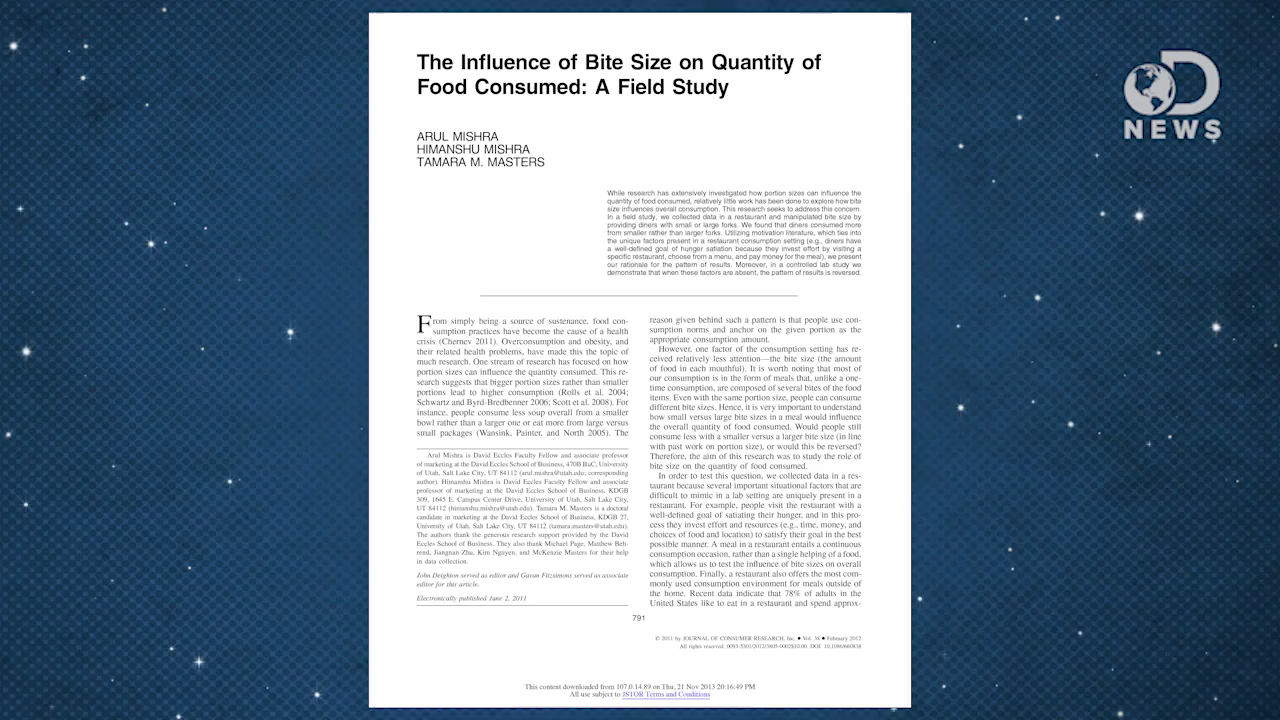 The Influence of Bite Size on Quantity of
Food Consumed: A Field Study
ARUL MISHRA
HIMANSHU MISHRA
TAMARA M. MASTERS
While research has extensively investigated how portion sizes can influence the
quantity of food consumed, relatively little work has been done to explore how bite
size influences overall consumption. This research seeks to address this concern.
In a field study, we collected data in a restaurant and manipulated bite size by
providing diners with small or large forks. We found that diners consumed more
from smaller rather than larger forks. Utilizing motivation literature, which ties into
the unique factors present in a restaurant consumption setting (e.g., diners have
a well-defined goal of hunger satiation because they invest effort by visiting a
specific restaurant, choose from a menu, and pay money for the meal), we present
our rationale for the pattern of results. Moreover, in a controlled lab study we
demonstrate that when these factors are absent, the pattern of results is reversed.
From simply being a source of sustenance, food con-
sumption practices have become the cause of a health
crisis (Chernev 2011). Overconsumption and obesity, and
their related health problems, have made this the topic of
much research. One stream of research has focused on how
portion sizes can influence the quantity consumed. This re-
search suggests that bigger portion sizes rather than smaller
portions lead to higher consumption (Rolls et al. 2004;
Schwartz and Byrd-Bredbenner 2006; Scott et al. 2008). For
instance, people consume less soup overall from a smaller
bowl rather than a larger one or eat more from large versus
small packages (Wansink, Painter, and North 2005). The
Arul Mishra is David Eccles Faculty Fellow and associate professor
of marketing at the David Eccles School of Business, 470B BuC, University
of Utah, Salt Lake City, UT 84112 (arul.mishra@utah.edu; corresponding
author). Himanshu Mishra is David Eccles Faculty Fellow and associate
professor of marketing at the David Eccles School of Business, KDGB
309, 1645 E. Campus Center Drive, University of Utah, Salt Lake City,
UT 84112 (himanshu.mishra@utah.edu). Tamara M. Masters is a doctoral
candidate in marketing at the David Eccles School of Business, KDGB 27,
University of Utah, Salt Lake City, UT 84112 (tamara.masters@utah.edu).
The authors thank the generous research support provided by the David
Eccles School of Business. They also thank Michael Page, Matthew Beh-
rend, Jiangnan Zhu, Kim Nguyen, and McKenzie Masters for their help
in data collection.
John Deighton served as editor and Gavan Fitzsimons served as associate
editor for this article.
Electronically published June 2, 2011
reason given behind such a pattern is that people use con-
sumption norms and anchor on the given portion as the
appropriate consumption amount.
However, one factor of the consumption setting has re-
ceived relatively less attention—the bite size (the amount
of food in each mouthful). It is worth noting that most of
our consumption is in the form of meals that, unlike a one-
time consumption, are composed of several bites of the food
items. Even with the same portion size, people can consume
different bite sizes. Hence, it is very important to understand
how small versus large bite sizes in a meal would influence
the overall quantity of food consumed. Would people still
consume less with a smaller versus a larger bite size (in line
with past work on portion size), or would this be reversed?
Therefore, the aim of this research was to study the role of
bite size on the quantity of food consumed.
In order to test this question, we collected data in a res-
taurant because several important situational factors that are
difficult to mimic in a lab setting are uniquely present in a
restaurant. For example, people visit the restaurant with a
well-defined goal of satiating their hunger, and in this pro-
cess they invest effort and resources (e.g., time, money, and
choices of food and location) to satisfy their goal in the best
possible manner. A meal in a restaurant entails a continuous
consumption occasion, rather than a single helping of a food,
which allows us to test the influence of bite sizes on overall
consumption. Finally, a restaurant also offers the most com-
monly used consumption environment for meals outside of
the home. Recent data indicate that 78% of adults in the
United States like to eat in a restaurant and spend approx-
791
© 2011 by JOURNAL OF CONSUMER RESEARCH, Inc. ● Vol. 38 ● February 2012
All rights reserved. 0093-5301/2012/3805-0002$10.00. DOI: 10.1086/660838
This content downloaded from 107.0.14.89 on Thu, 21 Nov 2013 20:16:49 PM
All use subject to JSTOR Terms and Conditions
D
NEWS